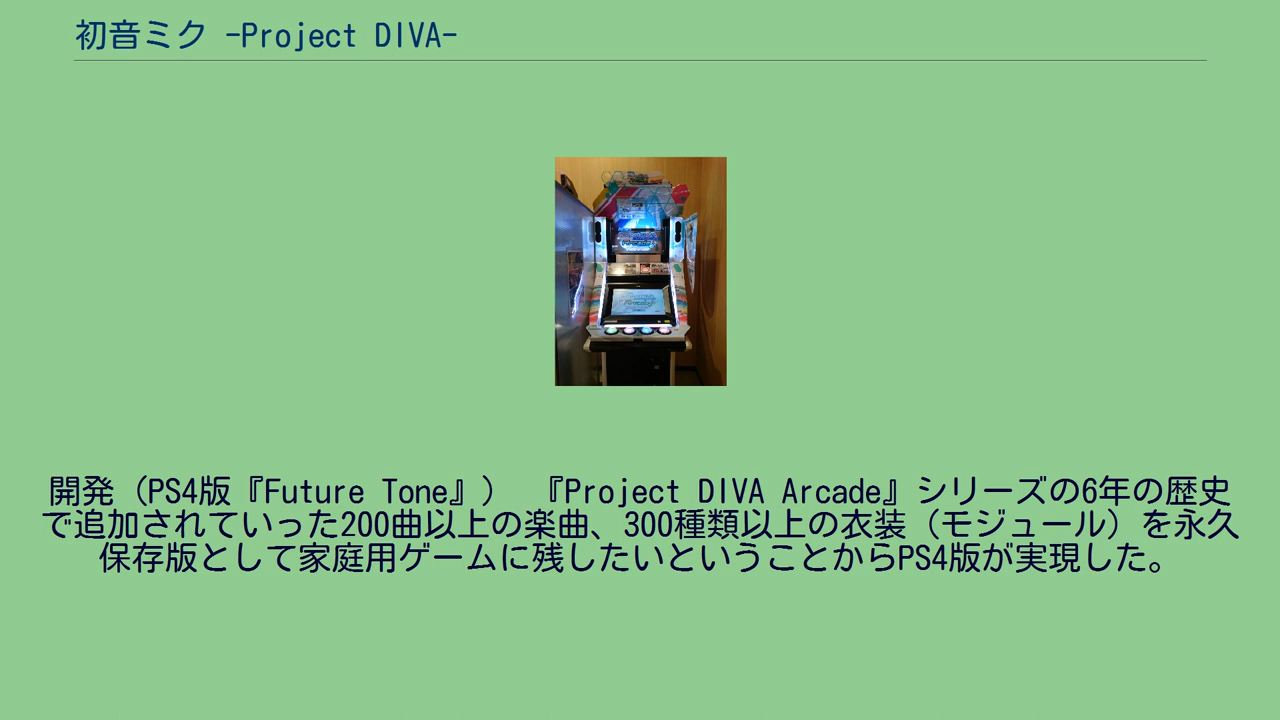 初音ミク -Project DIVA-
開発（PS4版『Future Tone』） 『Project DIVA Arcade』シリーズの6年の歴史
で追加されていった200曲以上の楽曲、300種類以上の衣装（モジュール）を永久
保存版として家庭用ゲームに残したいということからPS4版が実現した。